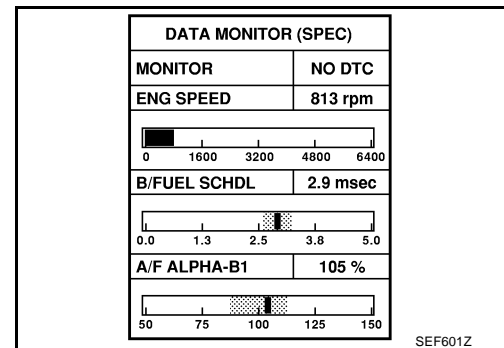 DATA MONITOR (SPEC)
MONITOR NO DTC
ENG SPEED 813 rpm
0 1600 3200 4800 6400
B/FUEL SCHDL 2.9 msec
0.0 1.3 2.5 3.8 5.0
A/F ALPHA-B1 105 %
50 75 100 125 150
SEF601Z